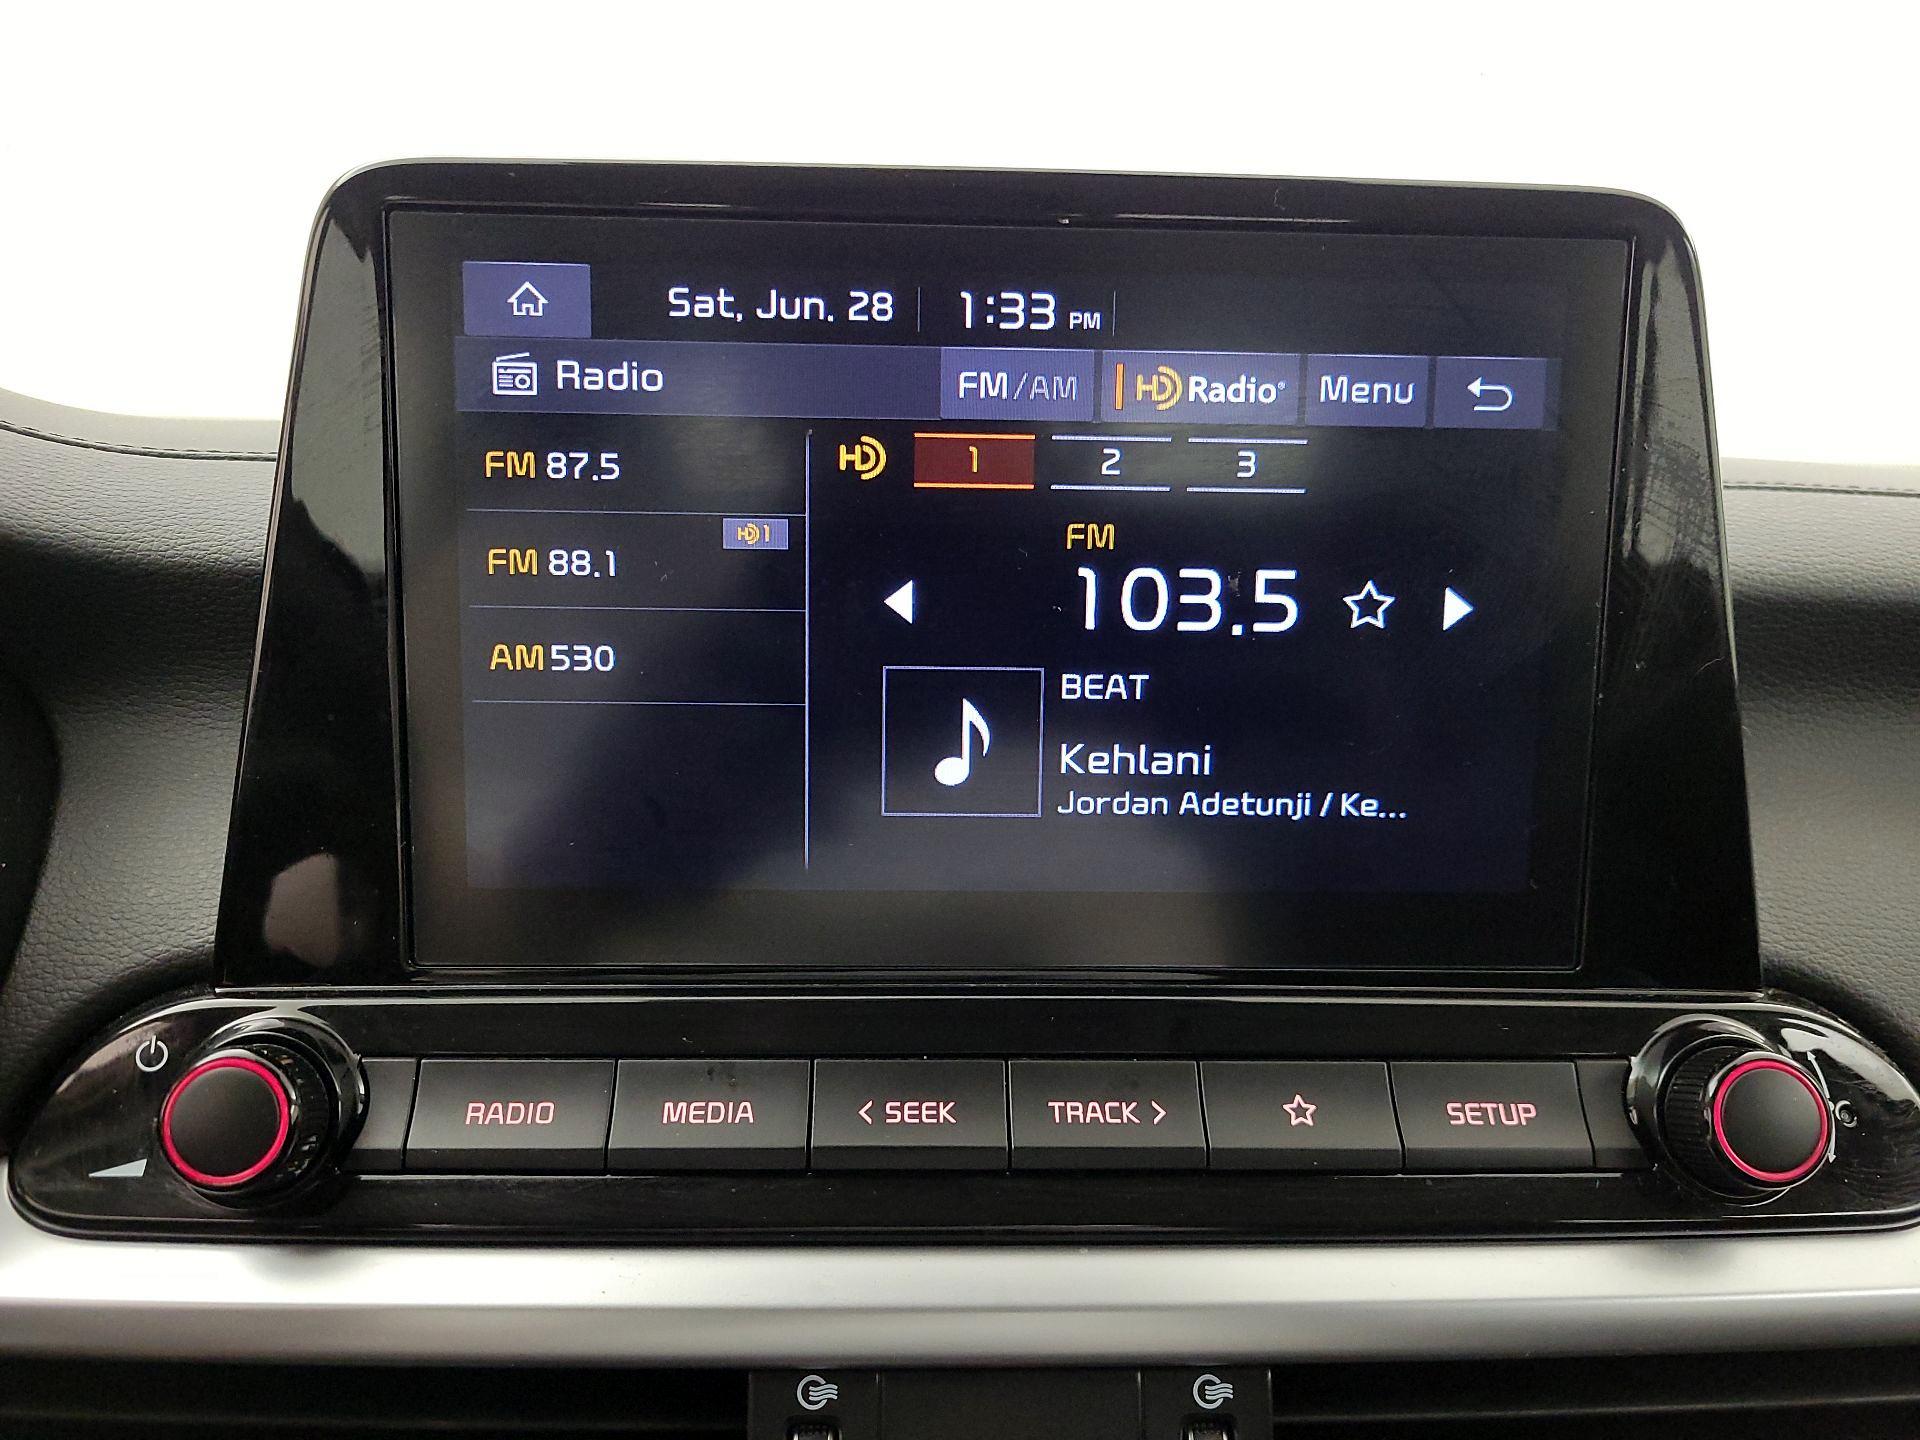 Sat, Jun. 28 1:33 PM
Radio FM/AM HD Radio® Menu
FM 87.5
HD 1
FM 88.1
AM 530
HD 1 2 3
FM
103.5
BEAT
Kehlani
Jordan Adetunji / Ke...
RADIO MEDIA < SEEK TRACK > SETUP